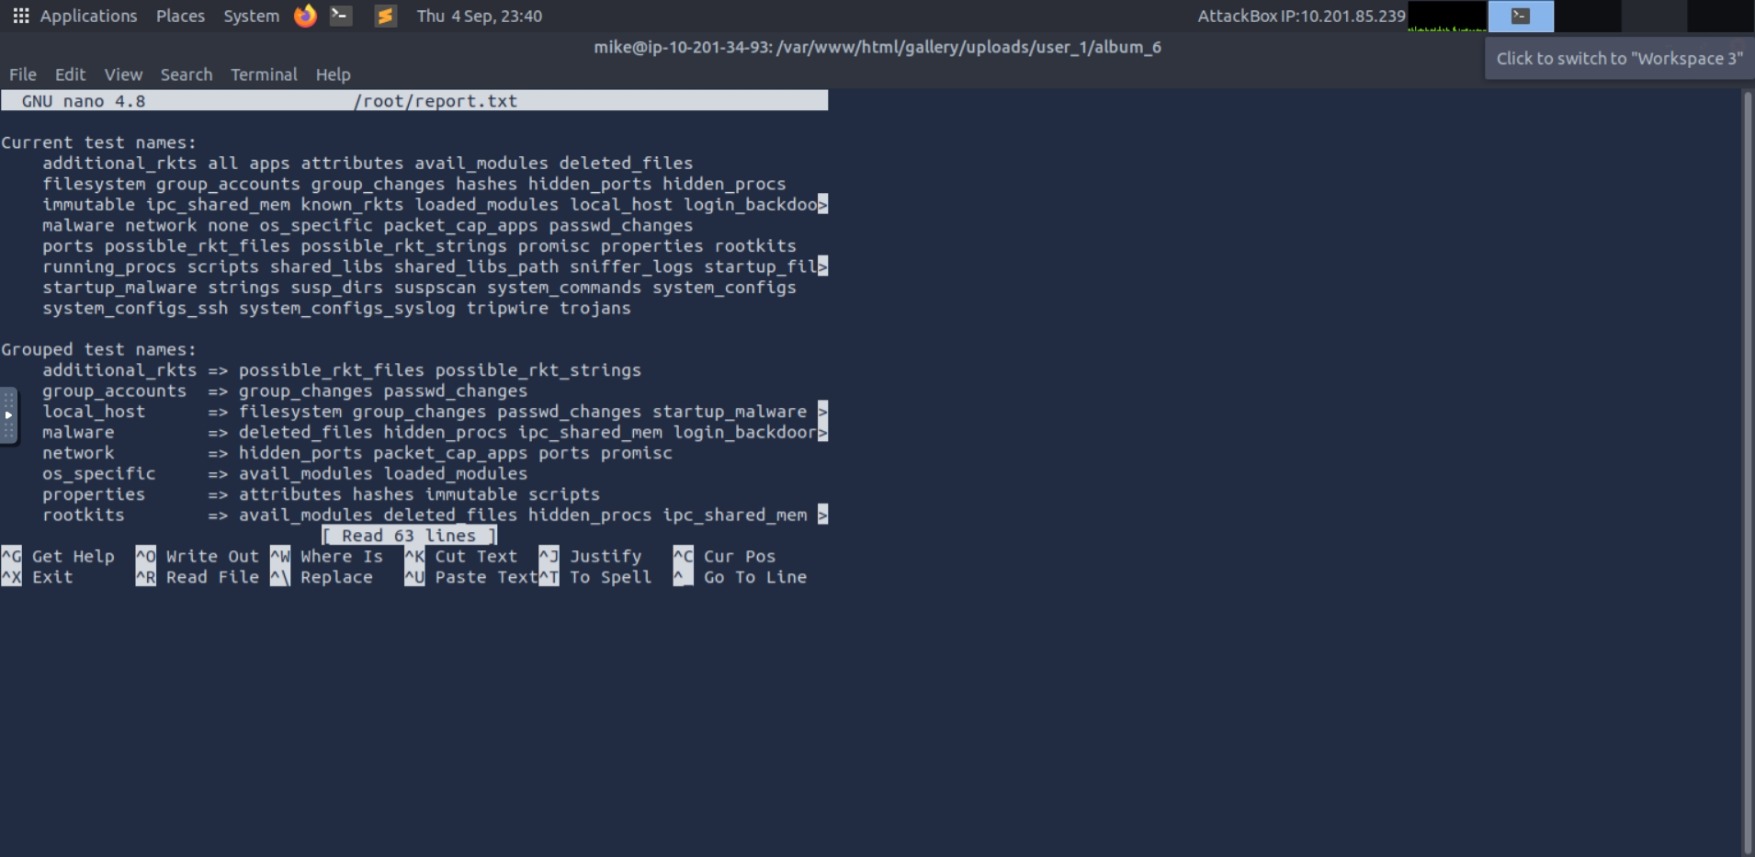 Applications Places System Thu 4 Sep, 23:40 AttackBox IP:10.201.85.239
mike@ip-10-201-34-93: /var/www/html/gallery/uploads/user_1/album_6
Click to switch to "Workspace 3"
File Edit View Search Terminal Help
GNU nano 4.8 /root/report.txt
Current test names:
additional_rkts all apps attributes avail_modules deleted_files
filesystem group_accounts group_changes hashes hidden_ports hidden_procs
immutable ipc_shared_mem known_rkts loaded_modules local_host login_backdoo>
malware network none os_specific packet_cap_apps passwd_changes
ports possible_rkt_files possible_rkt_strings promisc properties rootkits
running_procs scripts shared_libs shared_libs_path sniffer_logs startup_fil>
startup_malware strings susp_dirs suspscan system_commands system_configs
system_configs_ssh system_configs_syslog tripwire trojans
Grouped test names:
additional_rkts => possible_rkt_files possible_rkt_strings
group_accounts => group_changes passwd_changes
local_host => filesystem group_changes passwd_changes startup_malware >
malware => deleted_files hidden_procs ipc_shared_mem login_backdoor>
network => hidden_ports packet_cap_apps ports promisc
os_specific => avail_modules loaded_modules
properties => attributes hashes immutable scripts
rootkits => avail_modules deleted_files hidden_procs ipc_shared_mem >
[ Read 63 lines ]
^G Get Help ^O Write Out ^W Where Is ^K Cut Text ^J Justify ^C Cur Pos
^X Exit ^R Read File ^\ Replace ^U Paste Text ^T To Spell ^_ Go To Line